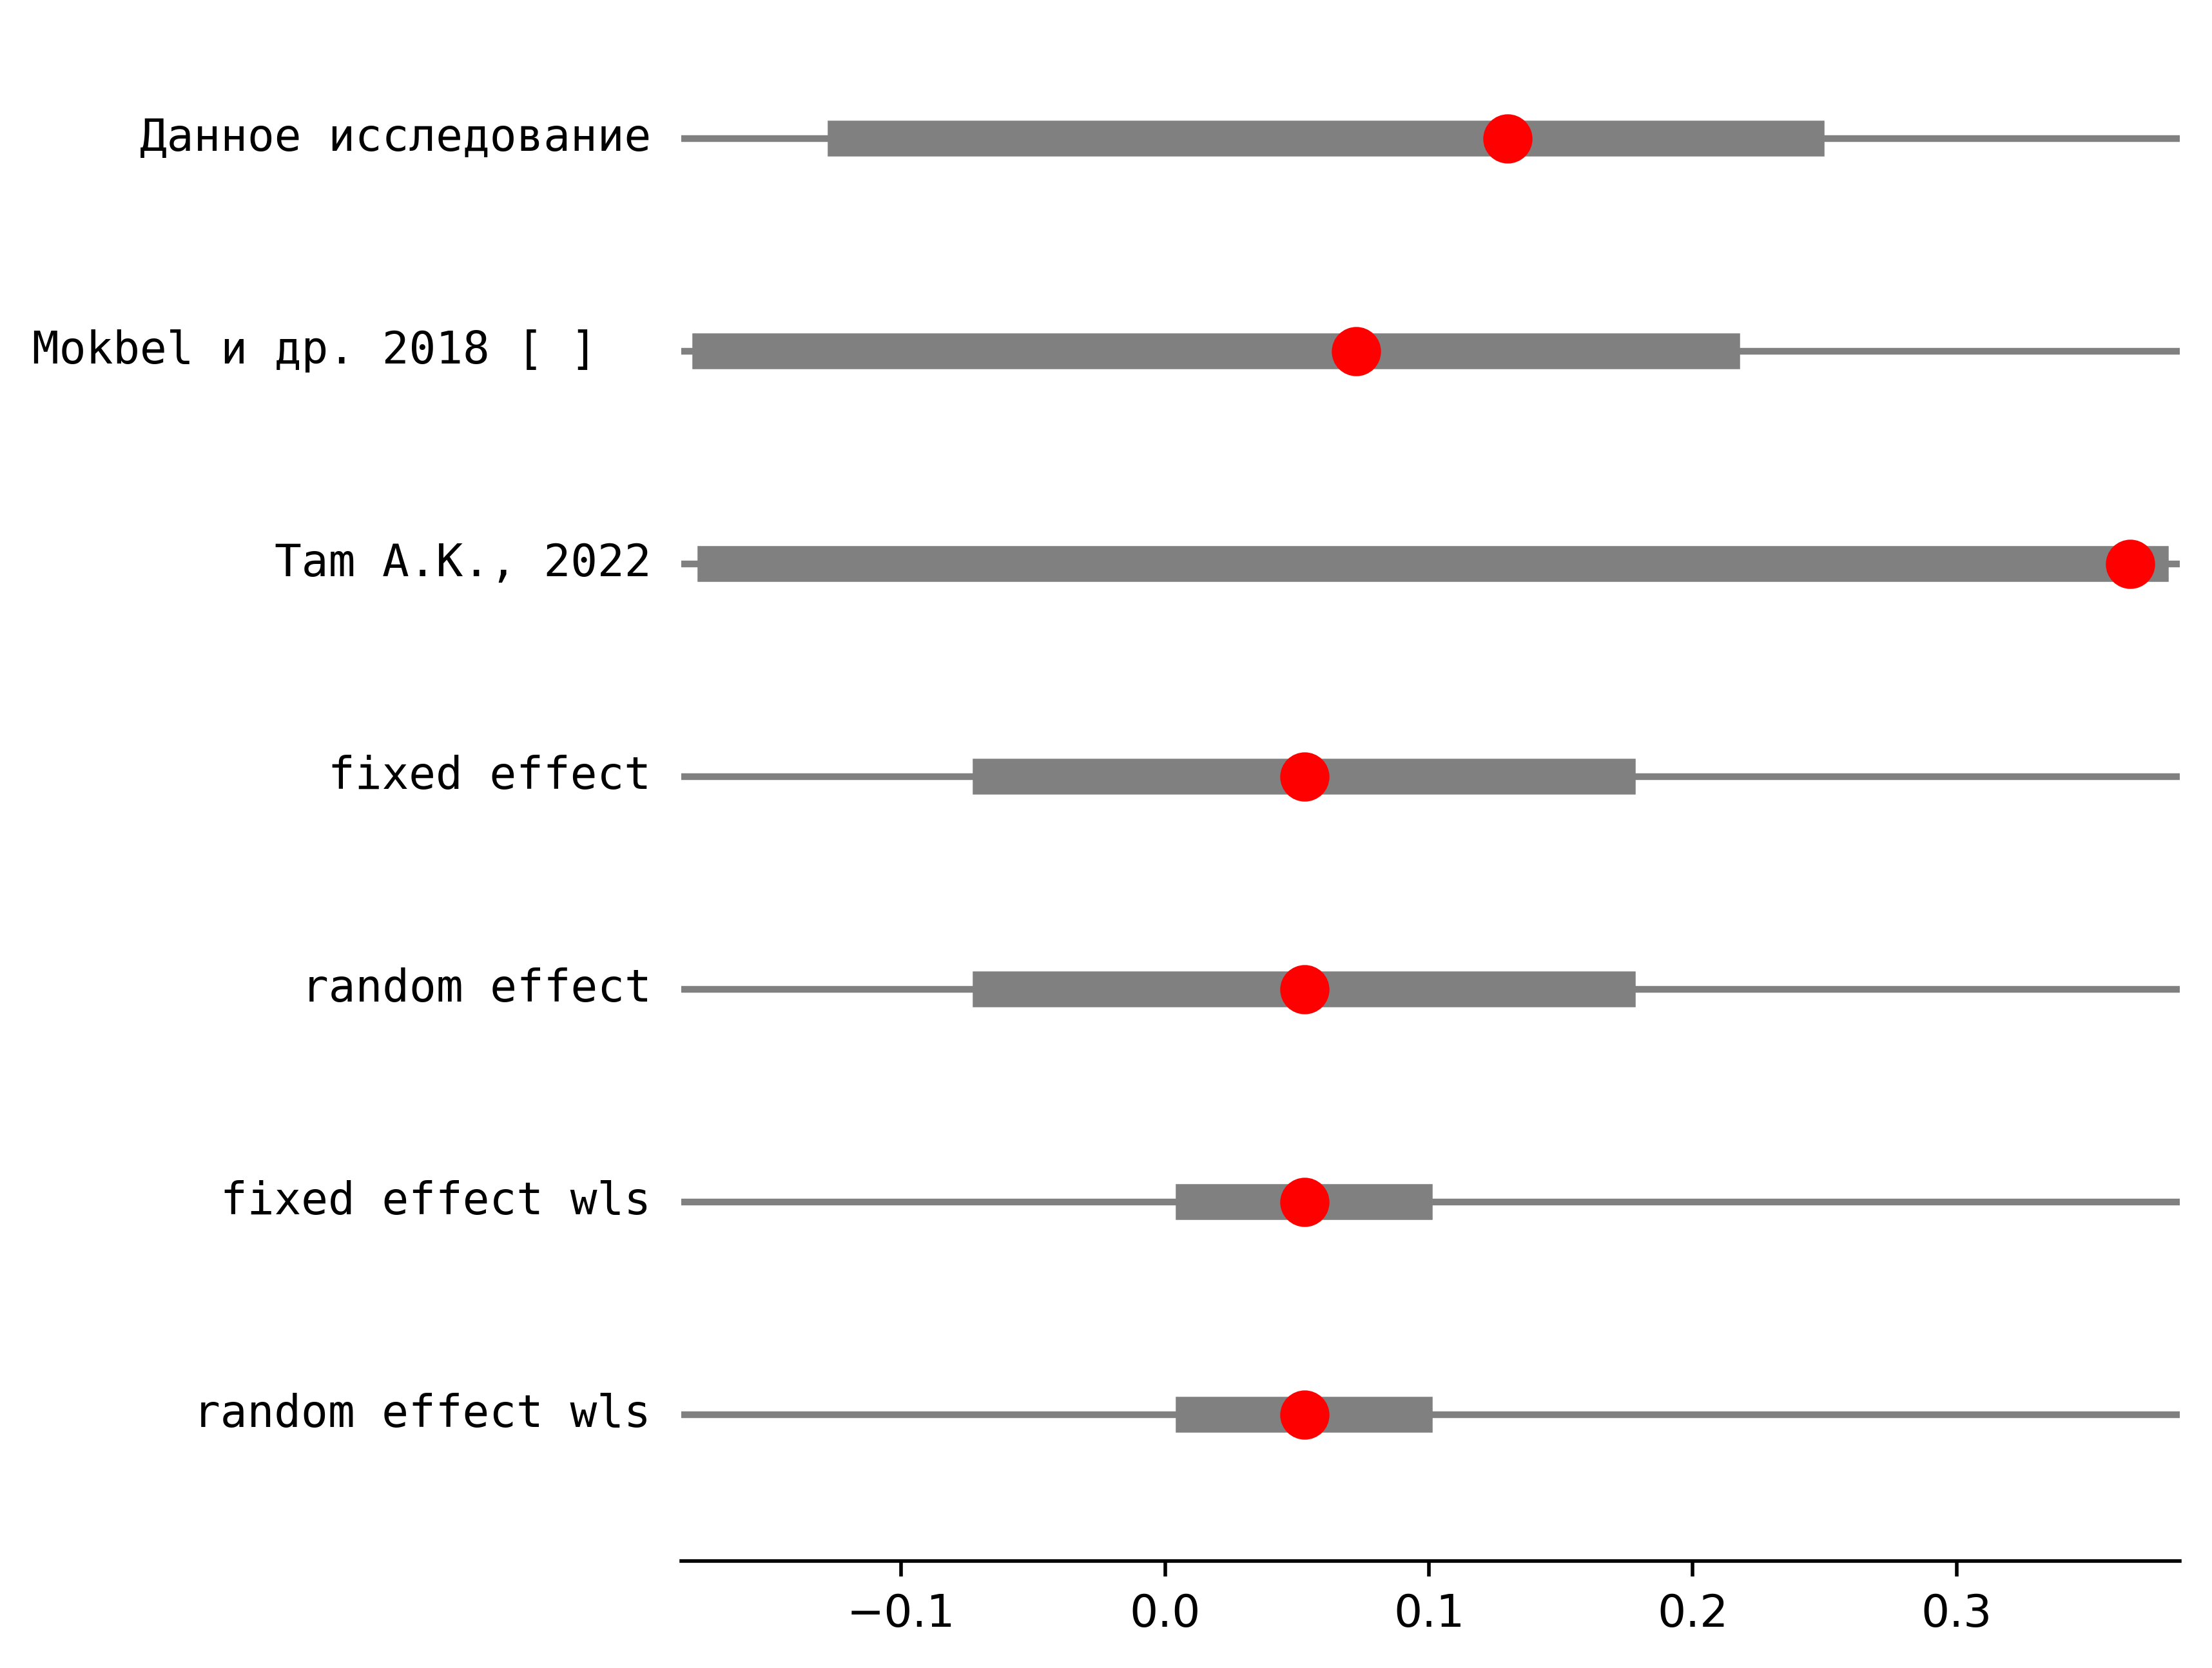 Данное исследование
Mokbel и др. 2018 [ ]
Tam A.K., 2022
fixed effect
random effect
fixed effect wls
random effect wls
−0.1 0.0 0.1 0.2 0.3